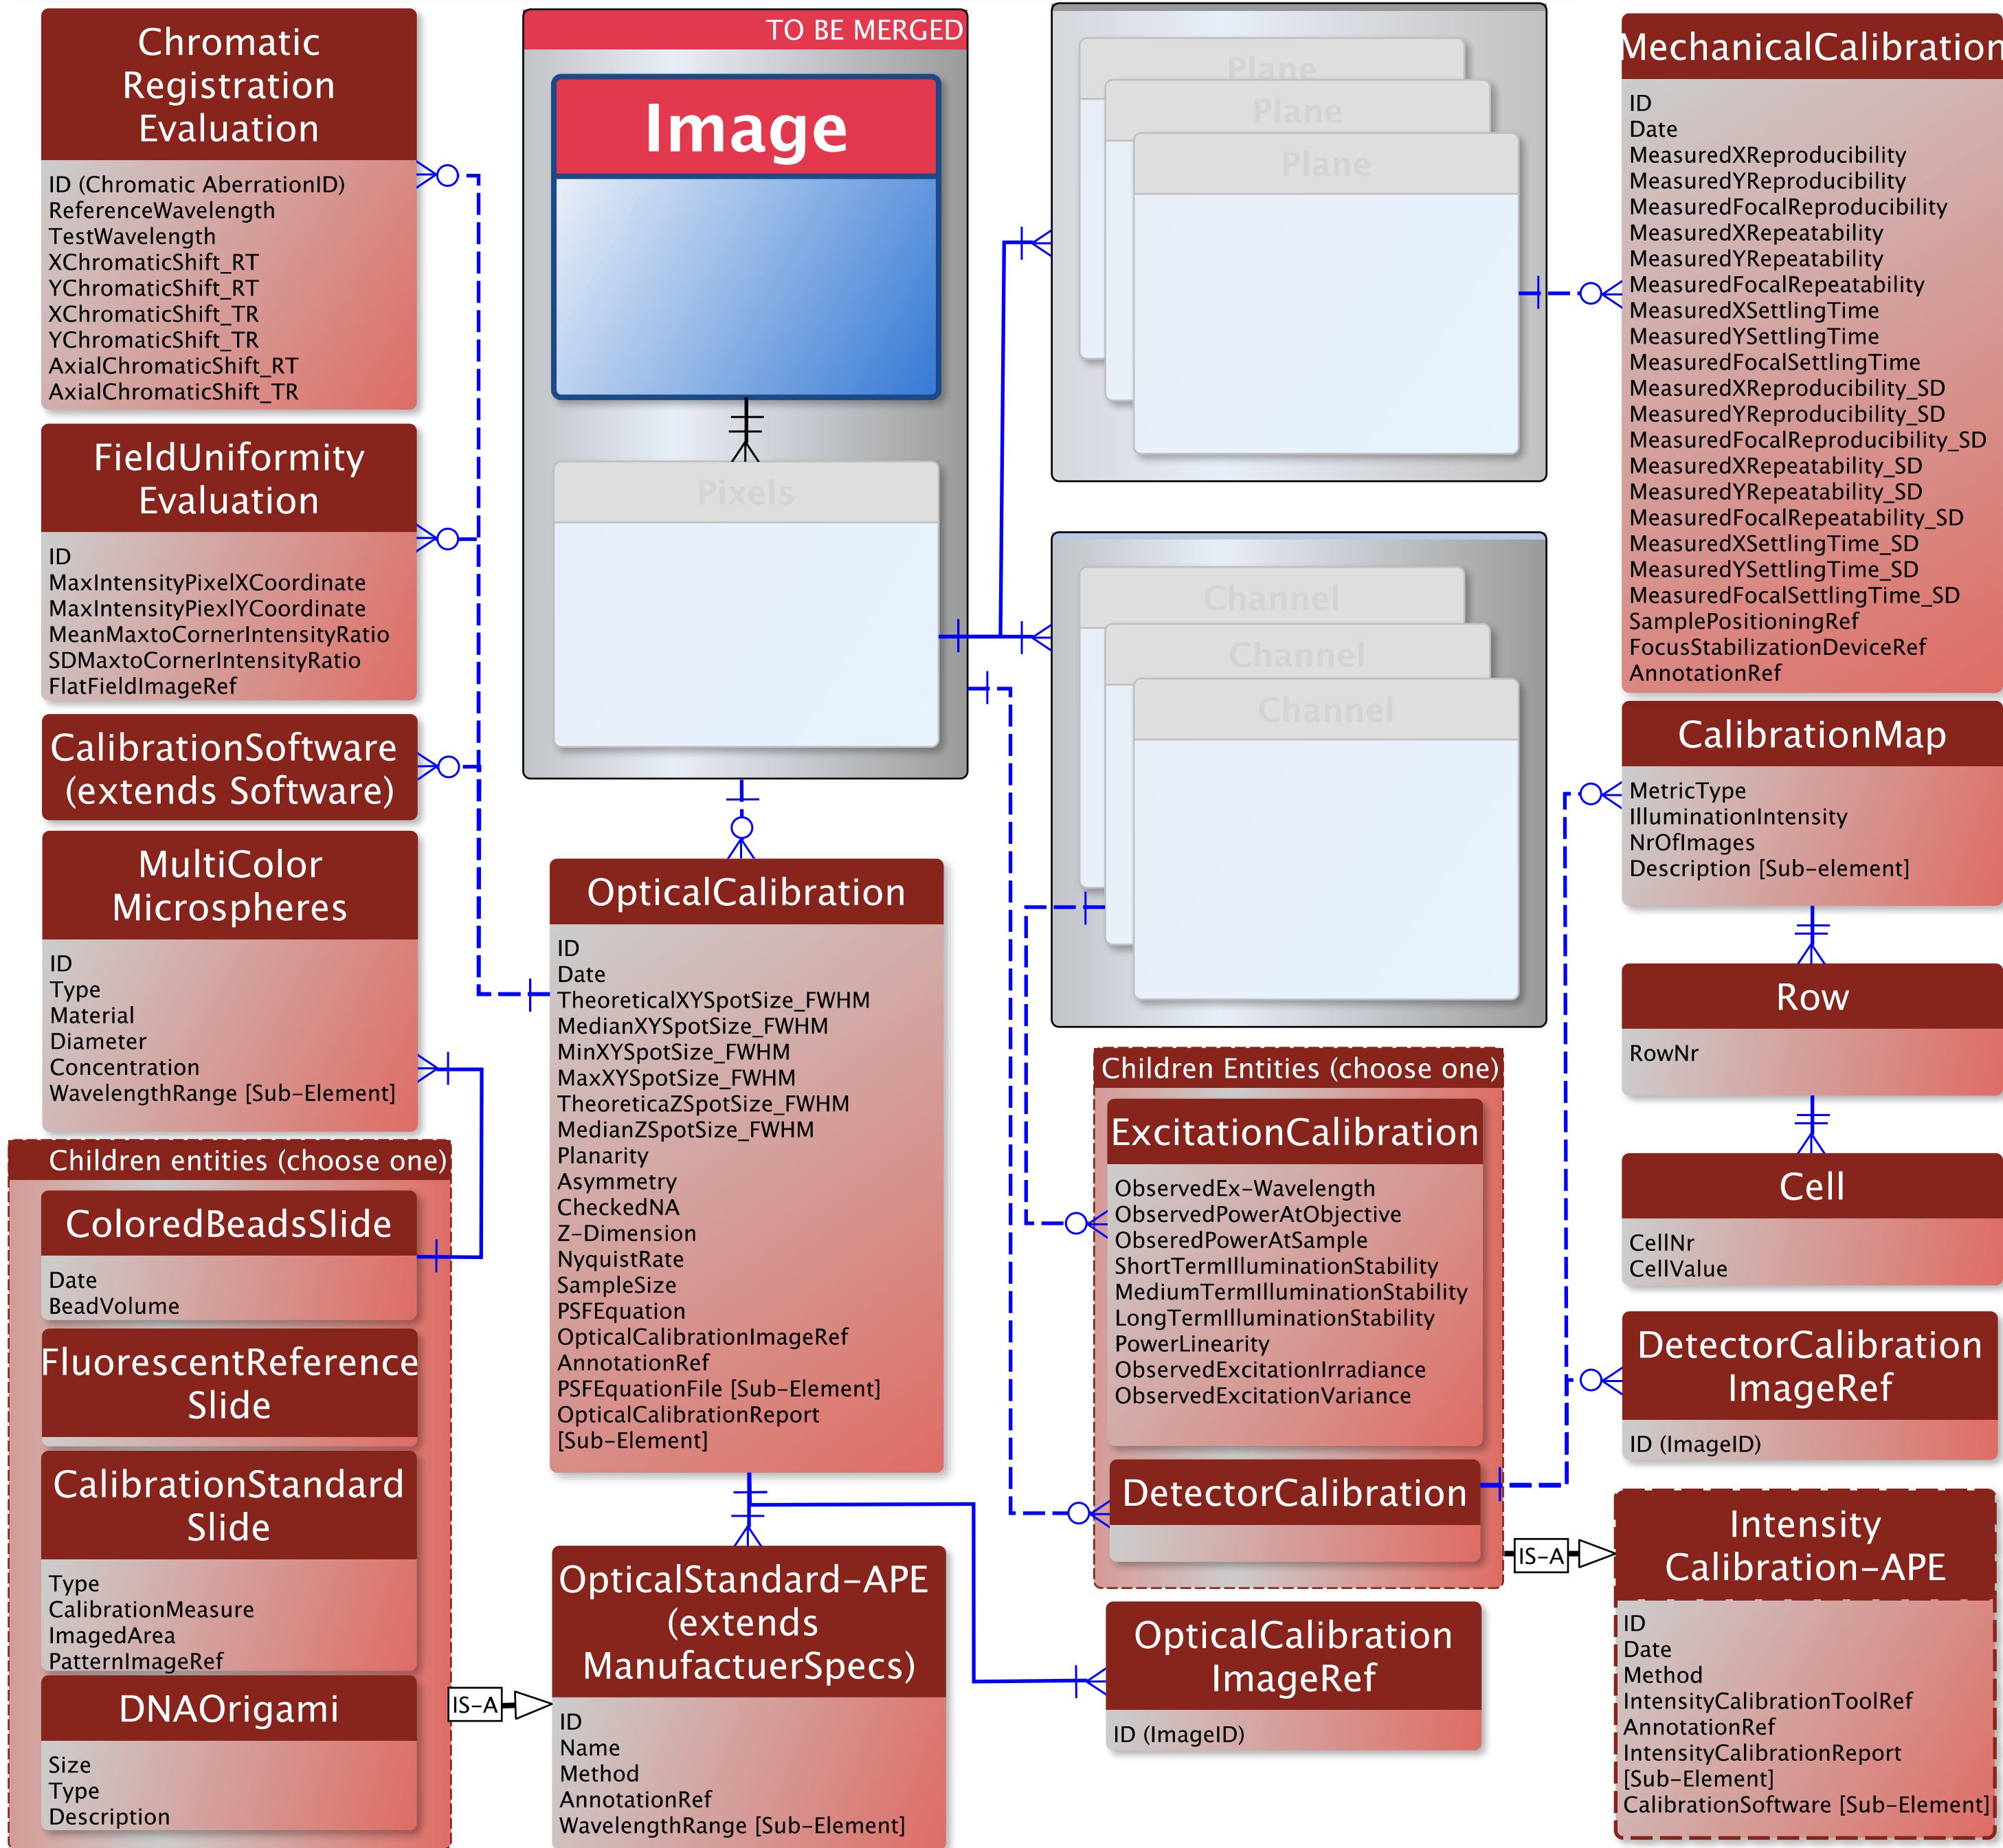 Chromatic
Registration
Evaluation
ID (Chromatic AberrationID)
ReferenceWavelength
TestWavelength
XChromaticShift_RT
YChromaticShift_RT
XChromaticShift_TR
YChromaticShift_TR
AxialChromaticShift_RT
AxialChromaticShift_TR
FieldUniformity
Evaluation
ID
MaxIntensityPixelXCoordinate
MaxIntensityPiexlYCoordinate
MeanMaxtoCornerIntensityRatio
SDMaxtoCornerIntensityRatio
FlatFieldImageRef
CalibrationSoftware
(extends Software)
MultiColor
Microspheres
ID
Type
Material
Diameter
Concentration
WavelengthRange [Sub-Element]
Children entities (choose one)
ColoredBeadsSlide
Date
BeadVolume
FluorescentReference
Slide
CalibrationStandard
Slide
Type
CalibrationMeasure
ImagedArea
PatternImageRef
DNAOrigami
Size
Type
Description
IS-A
TO BE MERGED
Image
Pixels
OpticalCalibration
ID
Date
TheoreticalXYSpotSize_FWHM
MedianXYSpotSize_FWHM
MinXYSpotSize_FWHM
MaxXYSpotSize_FWHM
TheoreticaZSpotSize_FWHM
MedianZSpotSize_FWHM
Planarity
Asymmetry
CheckedNA
Z-Dimension
NyquistRate
SampleSize
PSFEquation
OpticalCalibrationImageRef
AnnotationRef
PSFEquationFile [Sub-Element]
OpticalCalibrationReport
[Sub-Element]
OpticalStandard-APE
(extends
ManufactuerSpecs)
ID
Name
Method
AnnotationRef
WavelengthRange [Sub-Element]
Plane
Plane
Plane
Channel
Channel
Channel
Children Entities (choose one)
ExcitationCalibration
ObservedEx-Wavelength
ObservedPowerAtObjective
ObseredPowerAtSample
ShortTermIlluminationStability
MediumTermIlluminationStability
LongTermIlluminationStability
PowerLinearity
ObservedExcitationIrradiance
ObservedExcitationVariance
DetectorCalibration
IS-A
OpticalCalibration
ImageRef
ID (ImageID)
MechanicalCalibration
ID
Date
MeasuredXReproducibility
MeasuredYReproducibility
MeasuredFocalReproducibility
MeasuredXRepeatability
MeasuredYRepeatability
MeasuredFocalRepeatability
MeasuredXSettlingTime
MeasuredYSettlingTime
MeasuredFocalSettlingTime
MeasuredXReproducibility_SD
MeasuredYReproducibility_SD
MeasuredFocalReproducibility_SD
MeasuredXRepeatability_SD
MeasuredYRepeatability_SD
MeasuredFocalRepeatability_SD
MeasuredXSettlingTime_SD
MeasuredYSettlingTime_SD
MeasuredFocalSettlingTime_SD
SamplePositioningRef
FocusStabilizationDeviceRef
AnnotationRef
CalibrationMap
MetricType
IlluminationIntensity
NrOfImages
Description [Sub-element]
Row
RowNr
Cell
CellNr
CellValue
DetectorCalibration
ImageRef
ID (ImageID)
Intensity
Calibration-APE
ID
Date
Method
IntensityCalibrationToolRef
AnnotationRef
IntensityCalibrationReport
[Sub-Element]
CalibrationSoftware [Sub-Element]